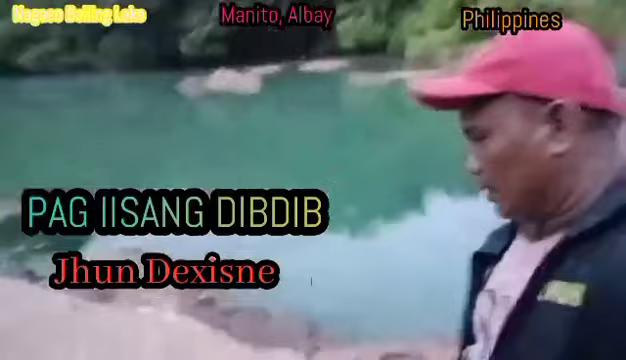 Nagaso Boiling Lake
Manito, Albay
Philippines
PAG IISANG DIBDIB
Jhun Dexisne